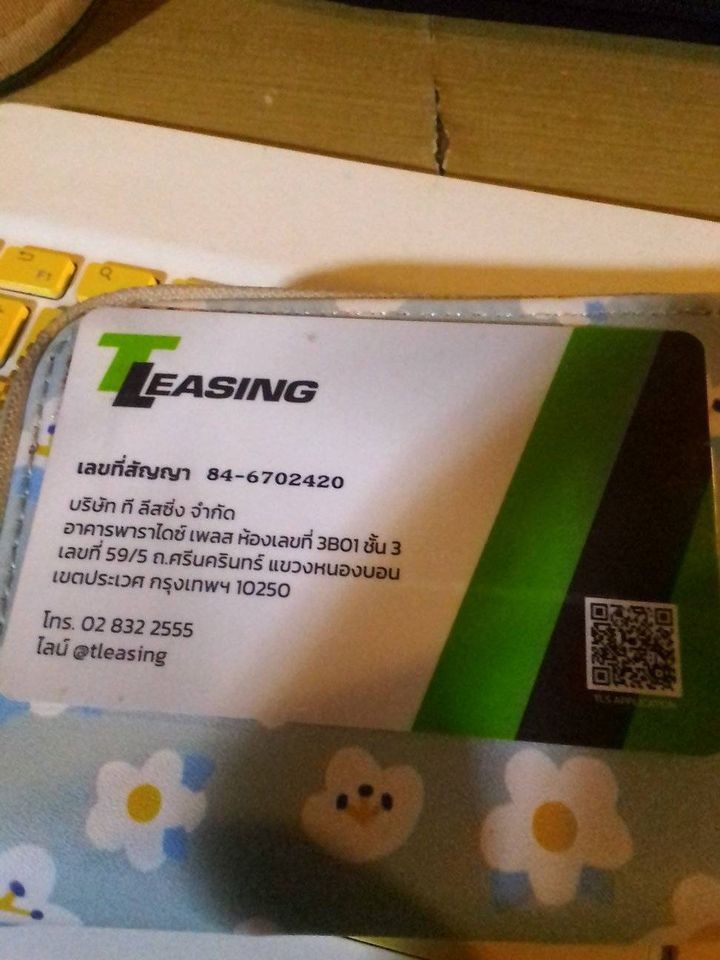 TLEASING
เลขที่สัญญา 84-6702420
บริษัท ที ลีสซิ่ง จำกัด
อาคารพาราไดซ์ เพลส ห้องเลขที่ 3B01 ชั้น 3
เลขที่ 59/5 ถ.ศรีนครินทร์ แขวงหนองบอน
เขตประเวศ กรุงเทพฯ 10250
โทร. 02 832 2555
ไลน์ @tleasing
TLS APPLICATION
F1